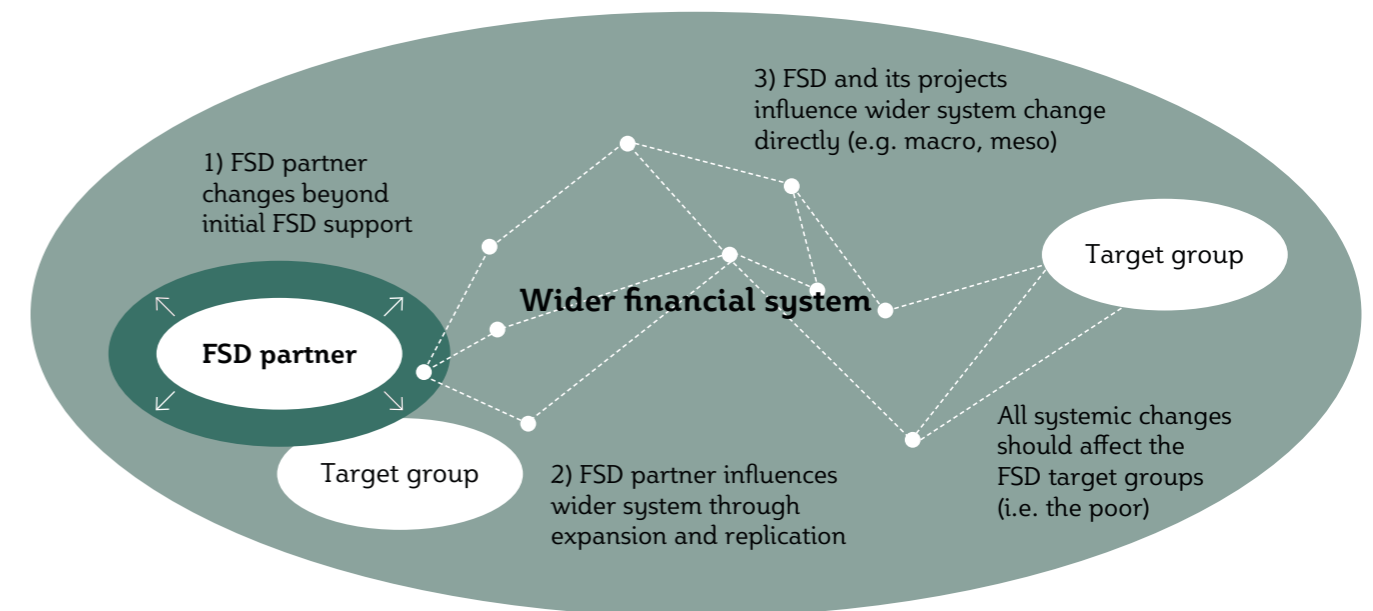 3) FSD and its projects
influence wider system change
directly (e.g. macro, meso)
1) FSD partner
changes beyond
initial FSD support
Target group
Wider financial system
FSD partner
All systemic changes
should affect the
FSD target groups
(i.e. the poor)
Target group
2) FSD partner influences
wider system through
expansion and replication